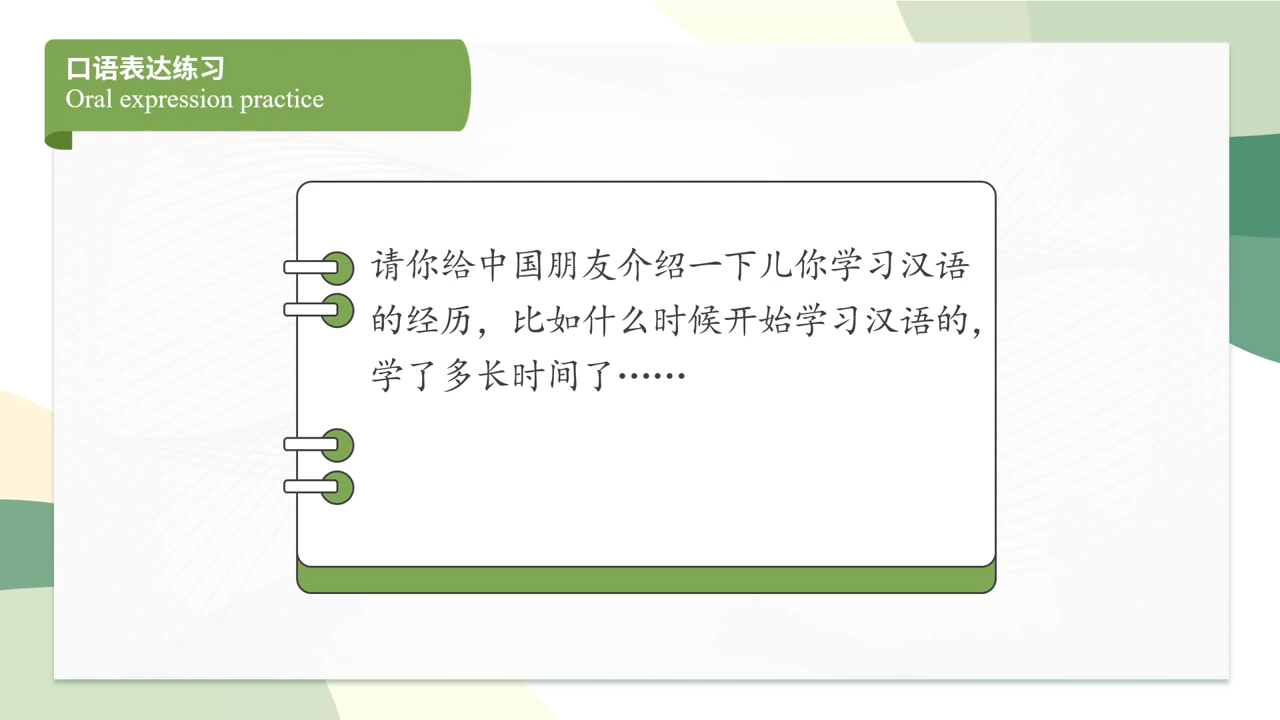 口语表达练习
Oral expression practice
请你给中国朋友介绍一下儿你学习汉语
的经历，比如什么时候开始学习汉语的，
学了多长时间了……